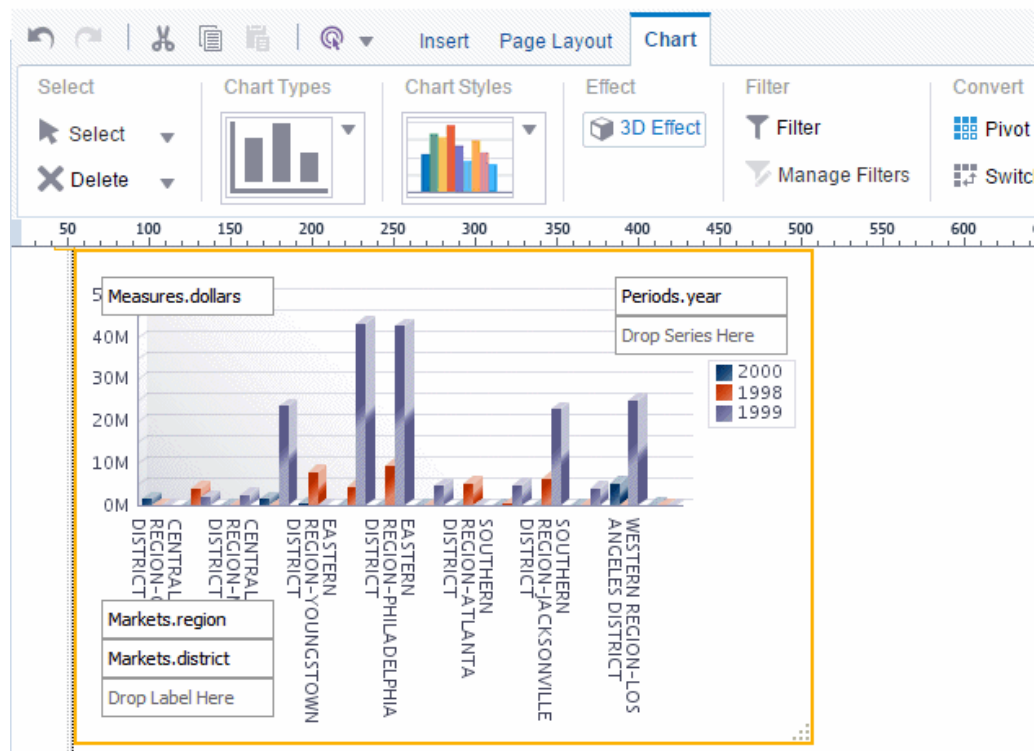 Insert Page Layout Chart
Select Chart Types Chart Styles Effect Filter Convert
Select 3D Effect Filter Pivot
Delete Manage Filters
50 100 150 200 250 300 350 400 450 500 550 600
Measures.dollars
Periods.year
Drop Series Here
40M
30M
20M
10M
0M
2000
1998
1999
CENTRAL
DISTRICT
CENTRAL
DISTRICT
EASTERN
REGION-YOUNGSTOWN
DISTRICT
EASTERN
REGION-PHILADELPHIA
DISTRICT
SOUTHERN
REGION-ATLANTA
DISTRICT
SOUTHERN
REGION-JACKSONVILLE
DISTRICT
WESTERN REGION-LOS
ANGELES DISTRICT
Markets.region
Markets.district
Drop Label Here